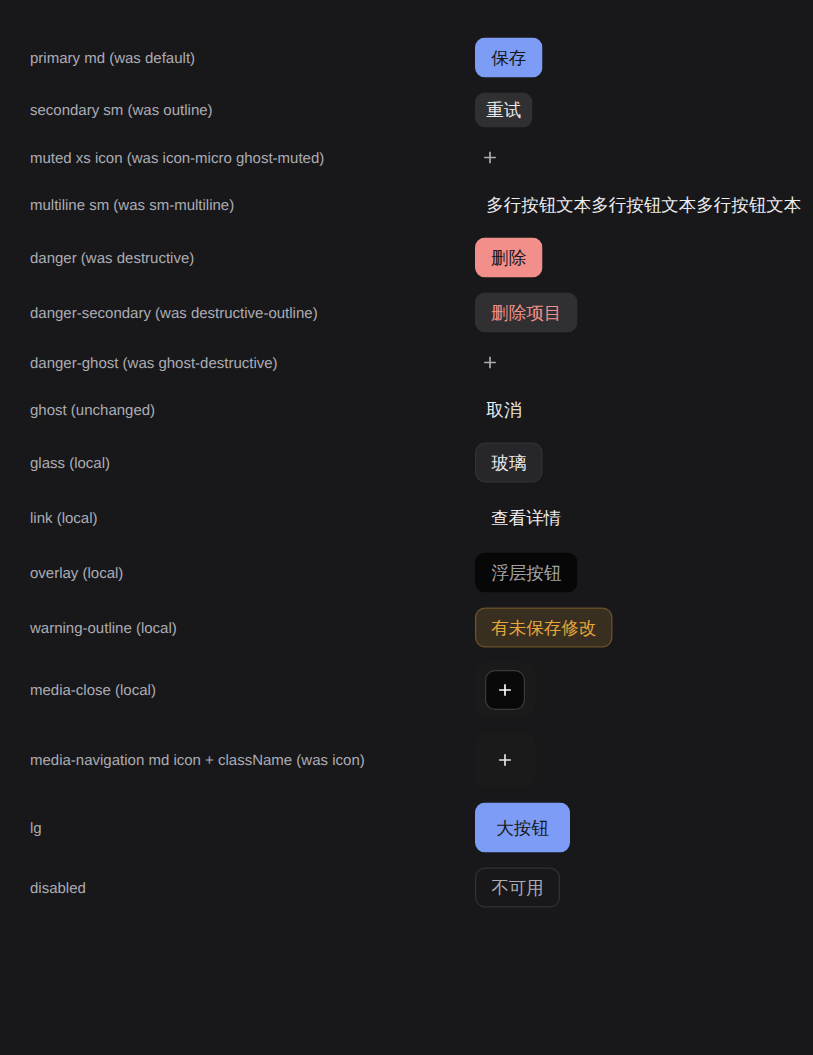 primary md (was default) 保存
secondary sm (was outline) 重试
muted xs icon (was icon-micro ghost-muted)
multiline sm (was sm-multiline) 多行按钮文本多行按钮文本多行按钮文本
danger (was destructive) 删除
danger-secondary (was destructive-outline) 删除项目
danger-ghost (was ghost-destructive)
ghost (unchanged) 取消
glass (local) 玻璃
link (local) 查看详情
overlay (local) 浮层按钮
warning-outline (local) 有未保存修改
media-close (local)
media-navigation md icon + className (was icon)
lg 大按钮
disabled 不可用